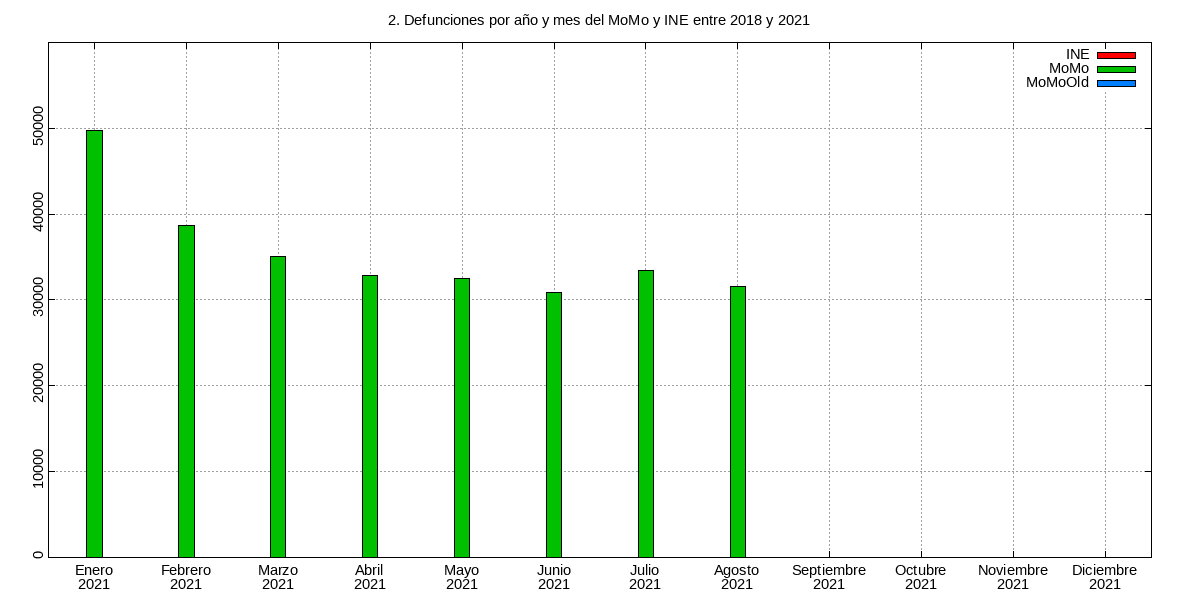 2. Defunciones por año y mes del MoMo y INE entre 2018 y 2021
INE
MoMo
MoMoOld
50000
40000
30000
20000
10000
0
Enero Febrero Marzo Abril Mayo Junio Julio Agosto Septiembre Octubre Noviembre Diciembre
2021 2021 2021 2021 2021 2021 2021 2021 2021 2021 2021 2021